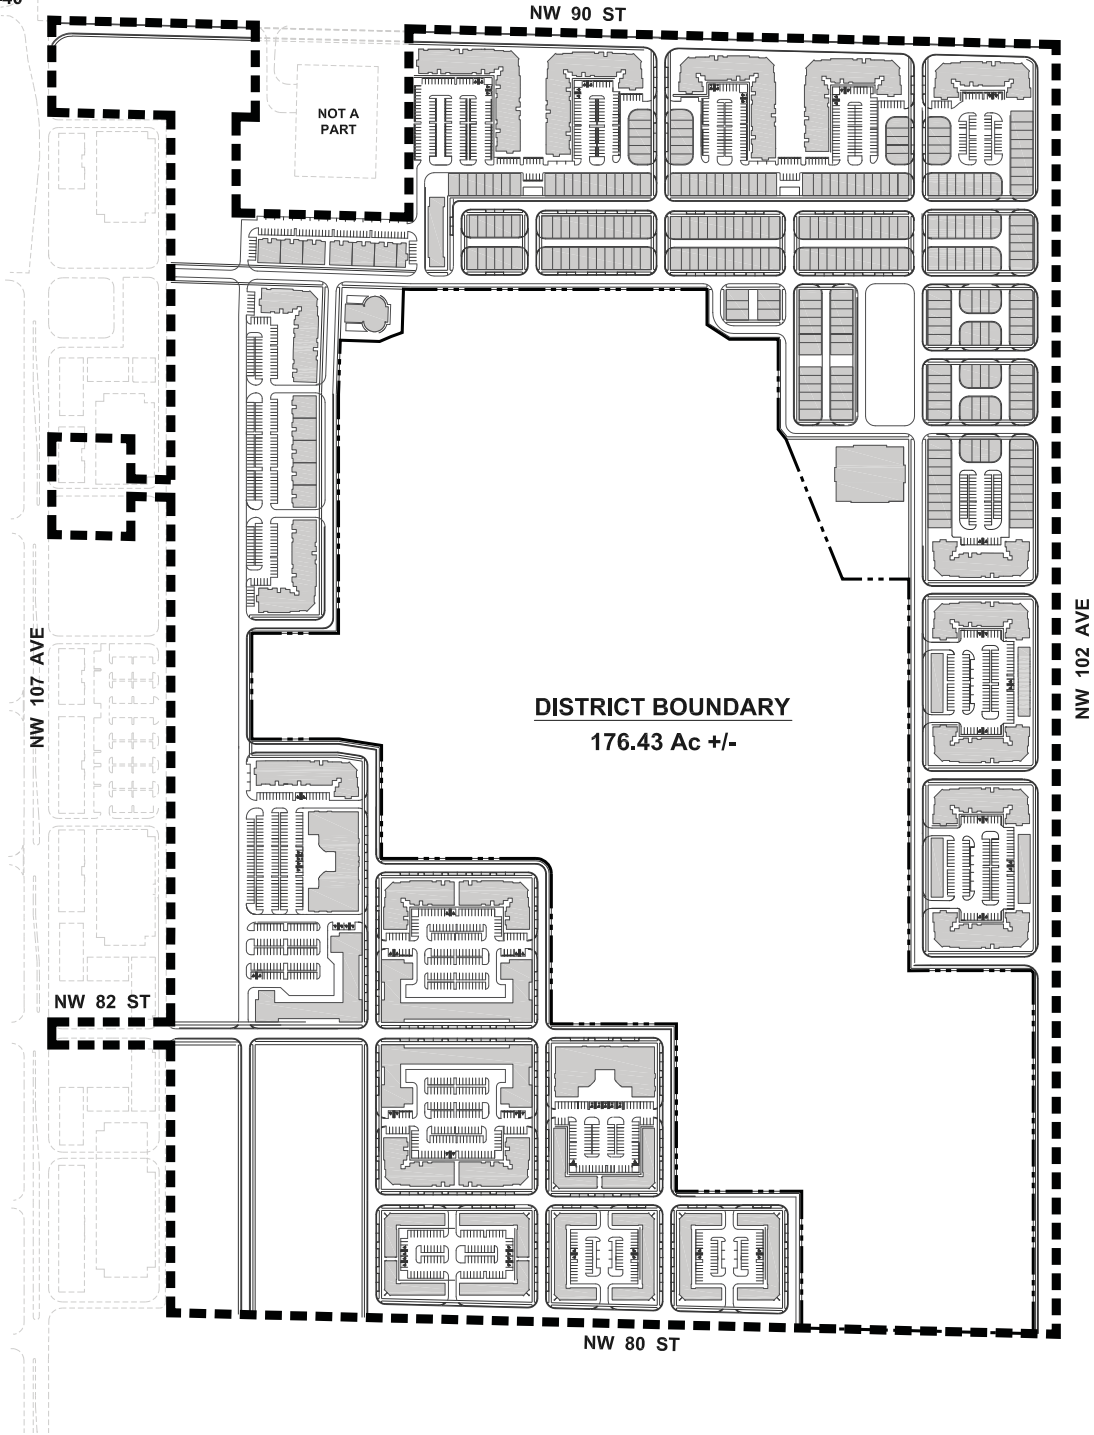 NW 90 ST
NOT A
PART
NW 107 AVE
NW 102 AVE
DISTRICT BOUNDARY
176.43 Ac +/-
NW 82 ST
NW 80 ST